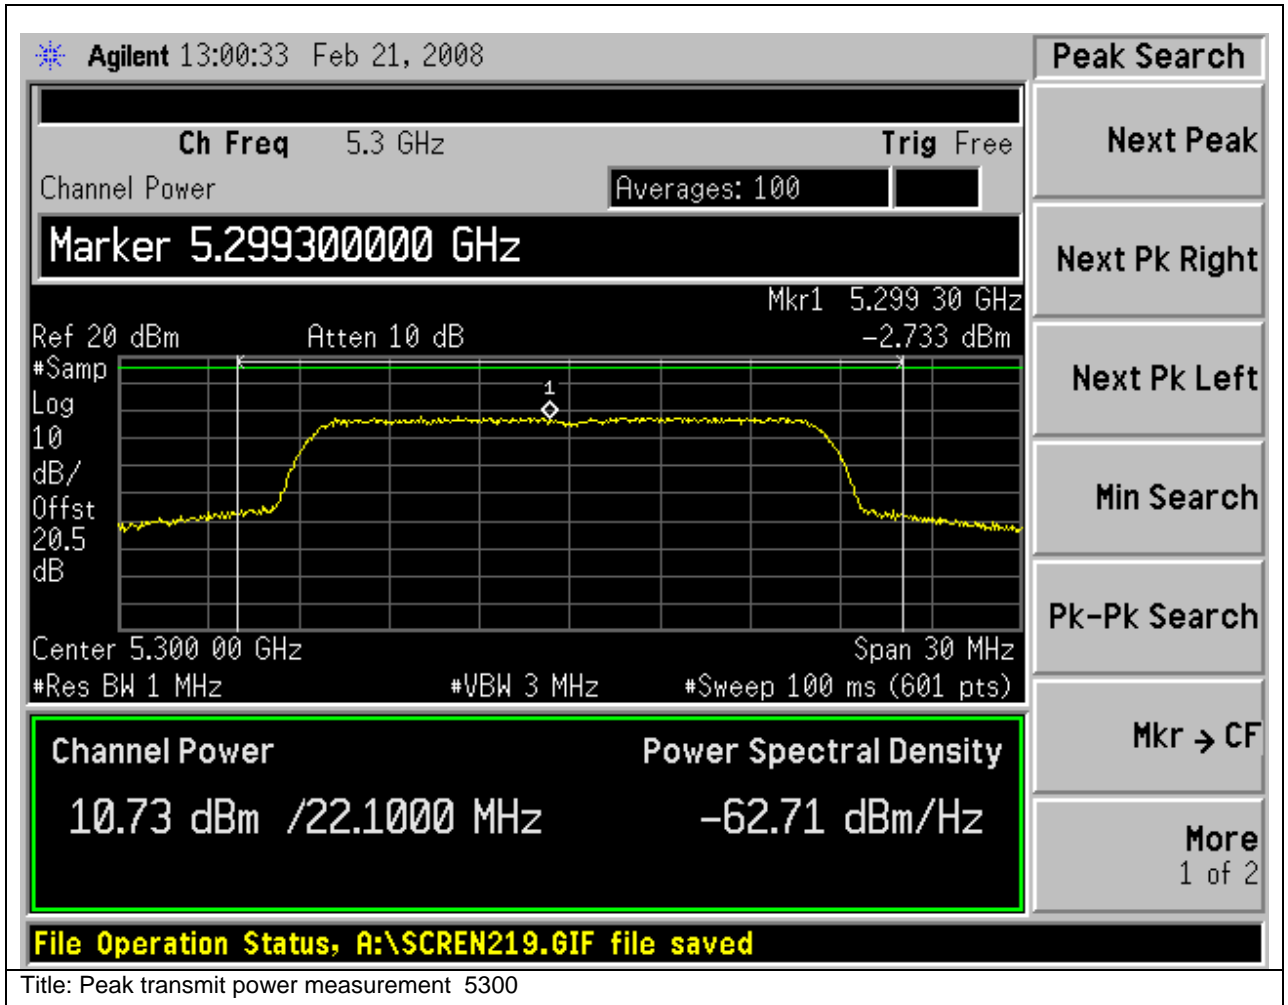 Agilent 13:00:33 Feb 21, 2008
Peak Search
Ch Freq 5.3 GHz Trig Free
Channel Power Averages: 100
Marker 5.299300000 GHz
Mkr1 5.299 30 GHz
Ref 20 dBm Atten 10 dB -2.733 dBm
#Samp
Log
10
dB/
Offst
20.5
dB
1
Center 5.300 00 GHz Span 30 MHz
#Res BW 1 MHz #VBW 3 MHz #Sweep 100 ms (601 pts)
Channel Power Power Spectral Density
10.73 dBm /22.1000 MHz -62.71 dBm/Hz
Next Peak
Next Pk Right
Next Pk Left
Min Search
Pk-Pk Search
Mkr → CF
More
1 of 2
File Operation Status, A:\SCREN219.GIF file saved
Title: Peak transmit power measurement 5300